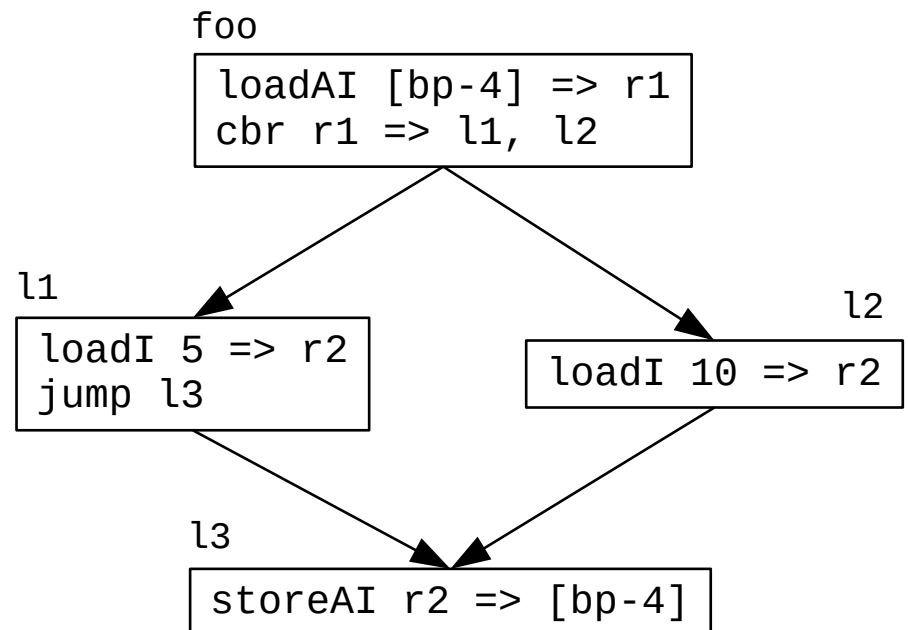 foo
loadAI [bp-4] => r1
cbr r1 => l1, l2
l1
loadI 5 => r2
jump l3
l2
loadI 10 => r2
l3
storeAI r2 => [bp-4]